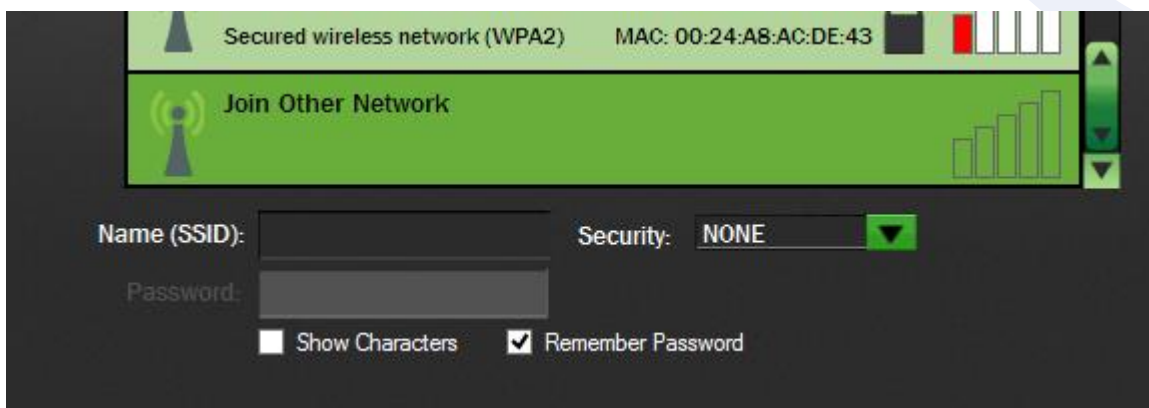 Secured wireless network (WPA2) MAC: 00:24:A8:AC:DE:43
Join Other Network
Name (SSID): Security: NONE
Password:
Show Characters Remember Password